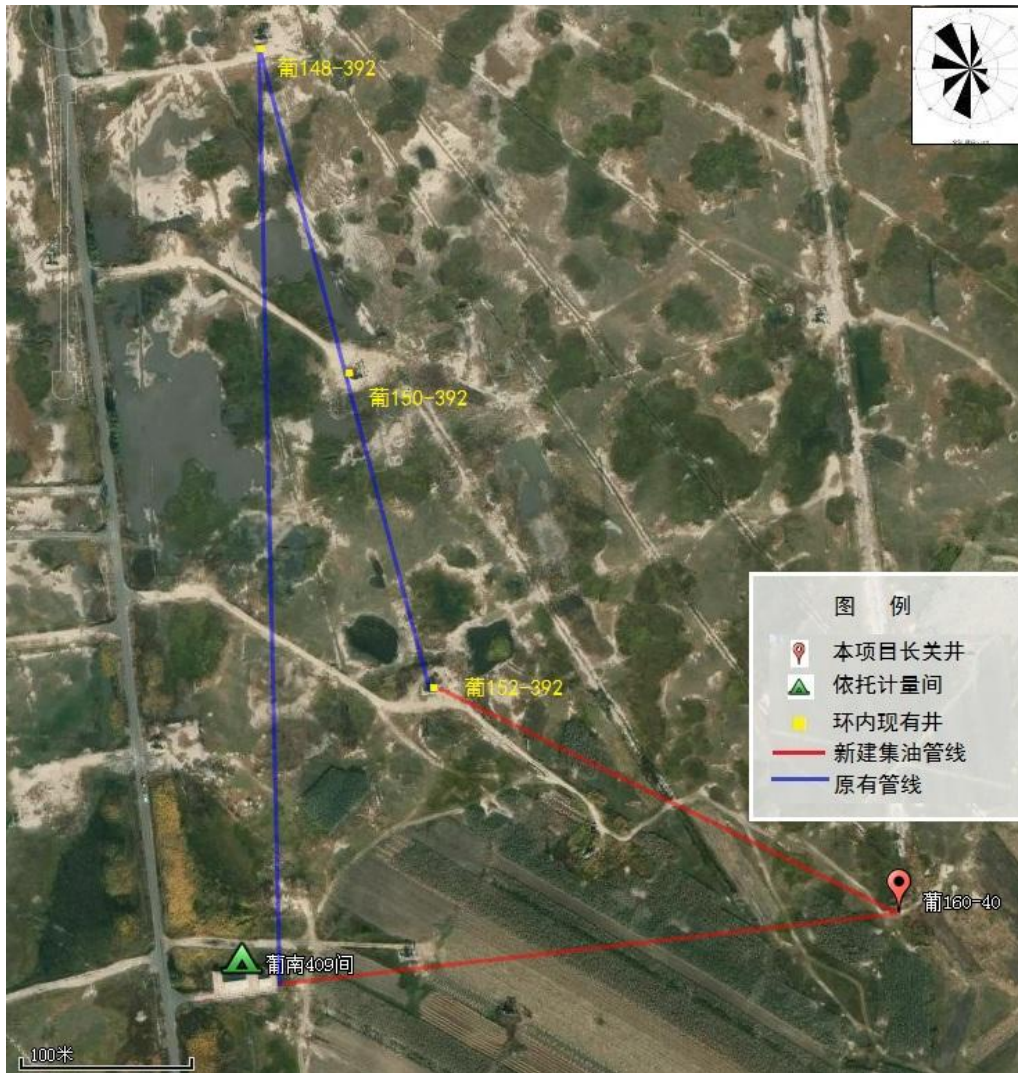 葡148-392
葡150-392
葡152-392
图 例
本项目长关井
依托计量间
环内现有井
新建集油管线
原有管线
葡160-40
葡南409间
100米